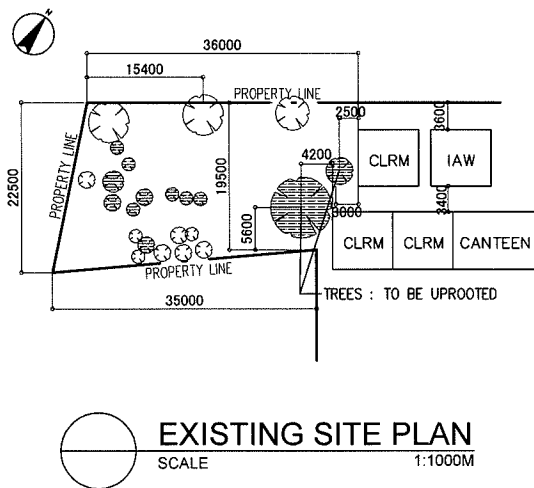 36000
15400
PROPERTY LINE
2500
3600
22500
PROPERTY LINE
19500
4200
CLRM
IAW
3000
3400
5600
CLRM
CLRM
CANTEEN
PROPERTY LINE
TREES : TO BE UPROOTED
35000
EXISTING SITE PLAN
SCALE
1:1000M